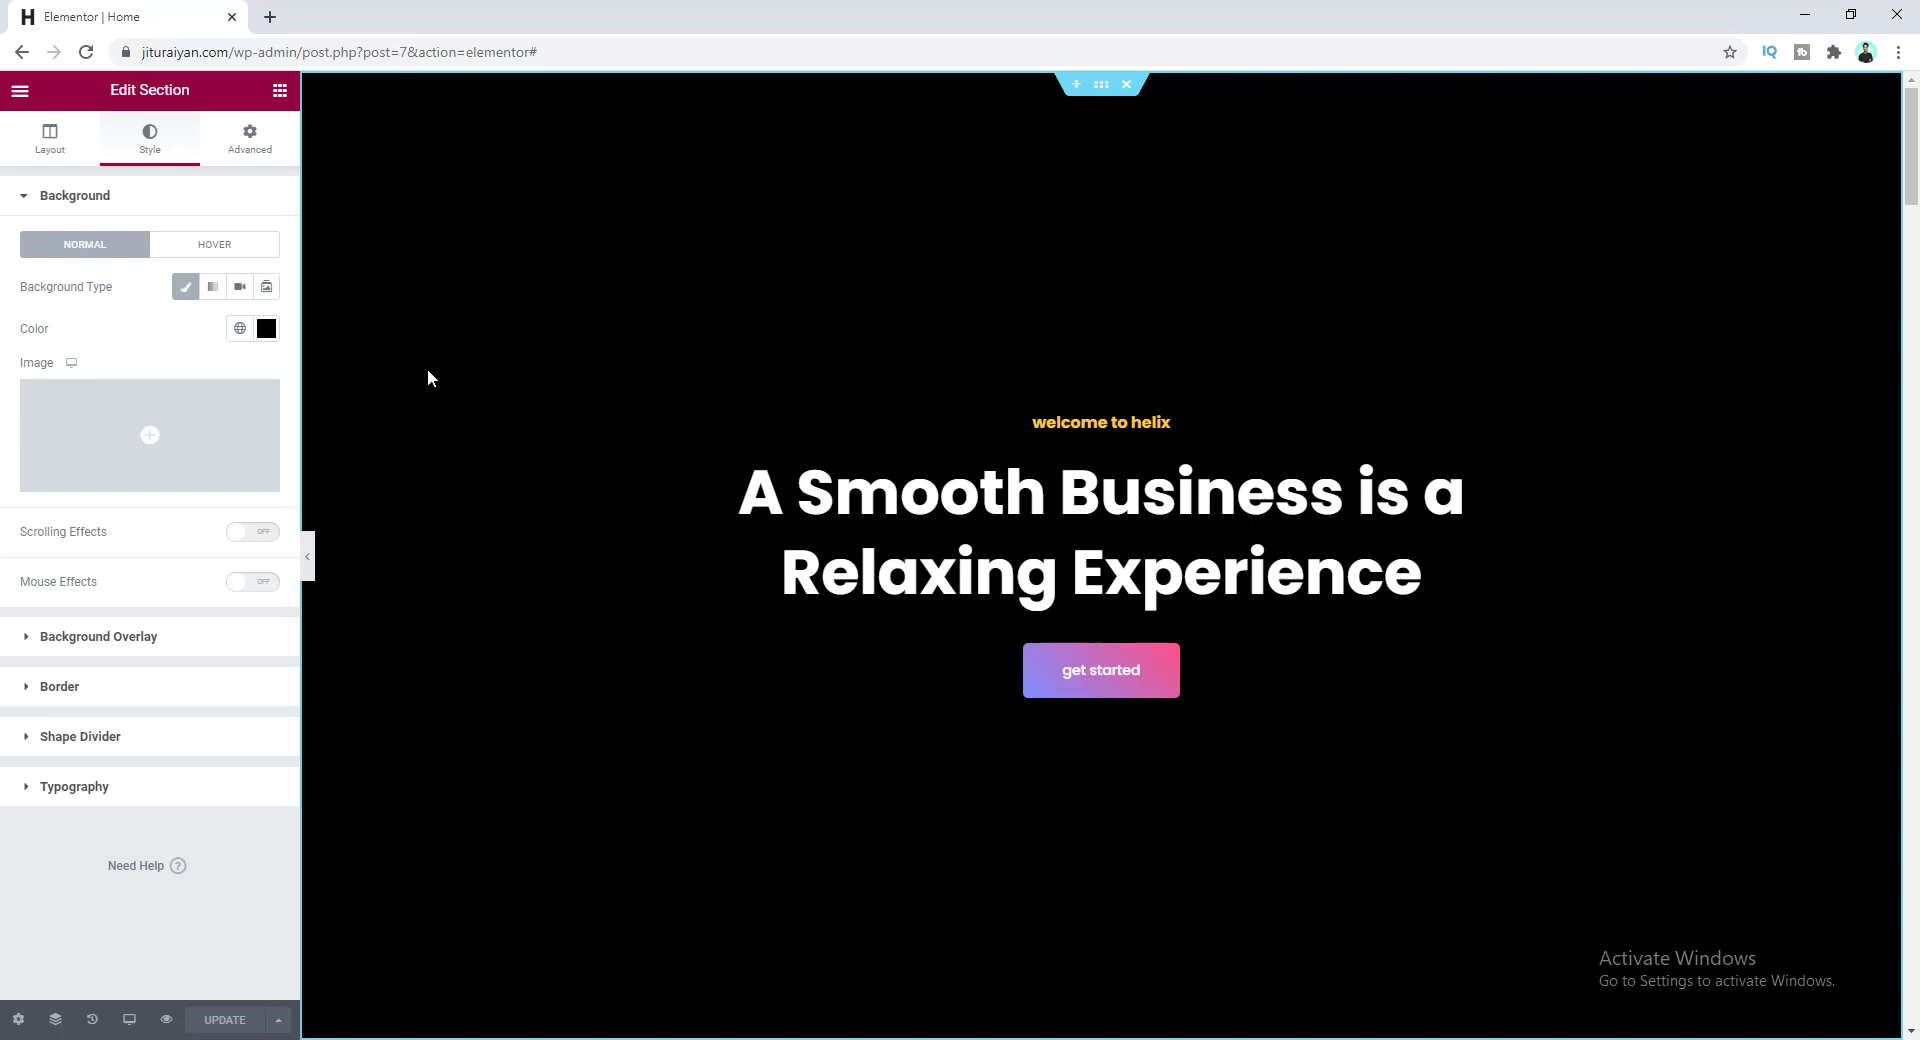 Elementor | Home
jituraiyan.com/wp-admin/post.php?post=7&action=elementor#
IQ
Edit Section
Layout
Style
Advanced
Background
NORMAL
HOVER
Background Type
Color
Image
Scrolling Effects
OFF
Mouse Effects
OFF
Background Overlay
Border
Shape Divider
Typography
Need Help ?
UPDATE
welcome to helix
A Smooth Business is a
Relaxing Experience
get started
Activate Windows
Go to Settings to activate Windows.